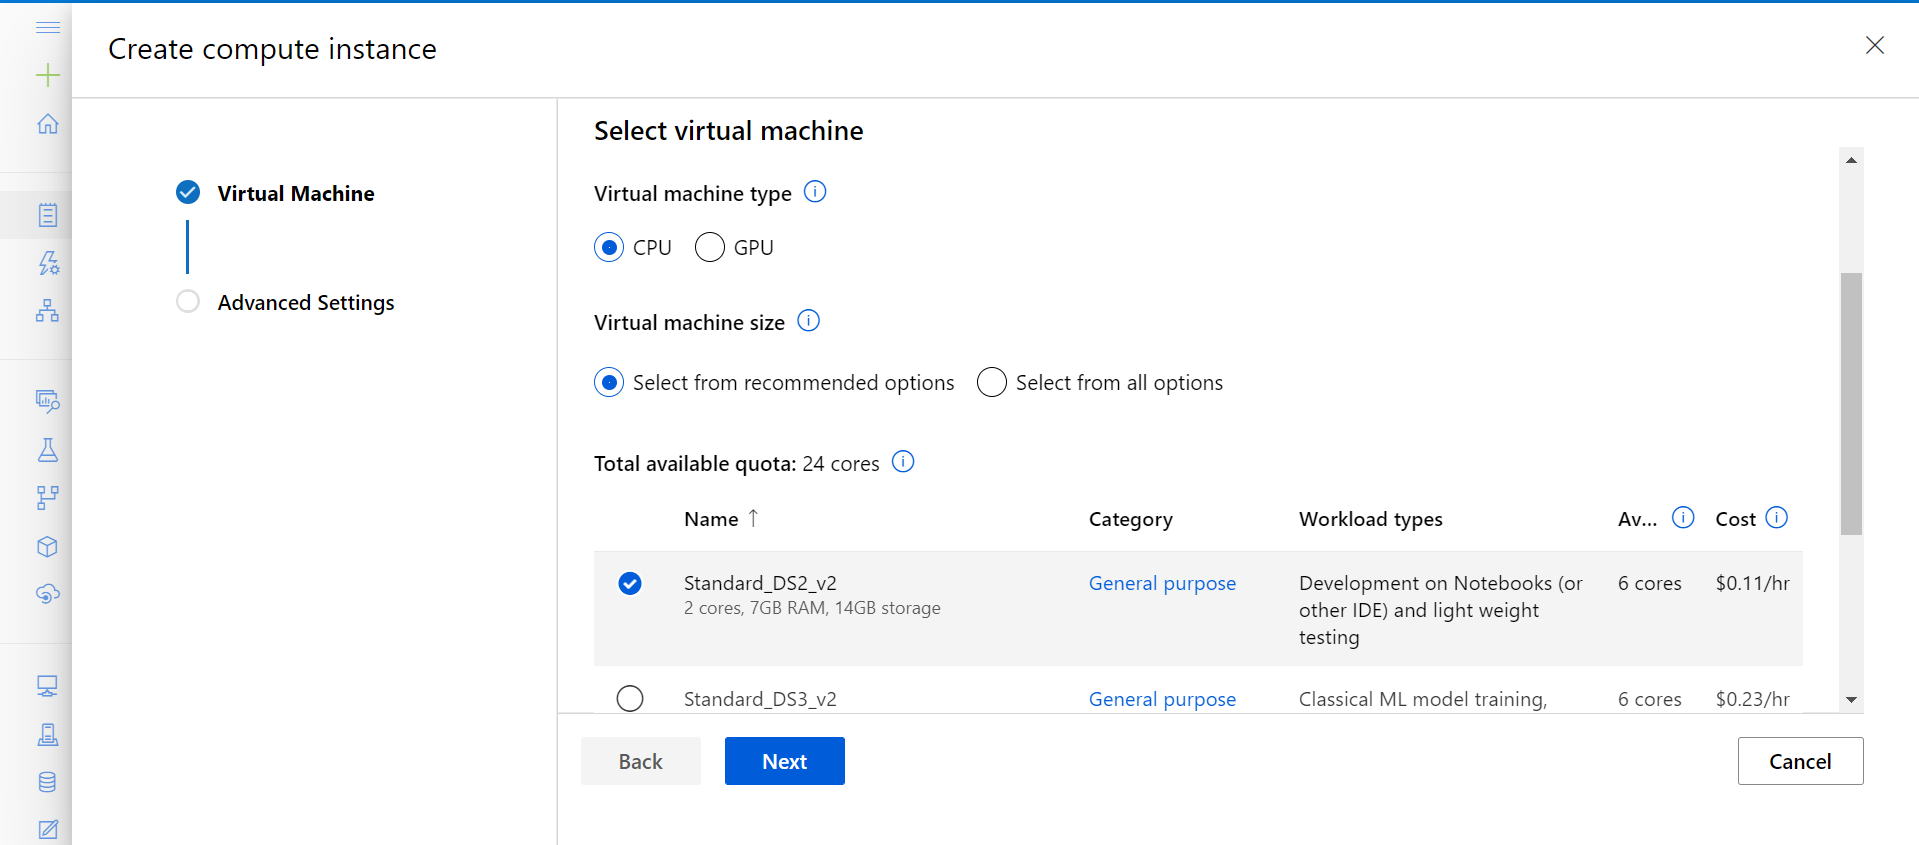 Create compute instance
Virtual Machine
Advanced Settings
Select virtual machine
Virtual machine type
CPU GPU
Virtual machine size
Select from recommended options Select from all options
Total available quota: 24 cores
Name ↑ Category Workload types Av... Cost
Standard_DS2_v2 General purpose Development on Notebooks (or 6 cores $0.11/hr
2 cores, 7GB RAM, 14GB storage other IDE) and light weight
testing
Standard_DS3_v2 General purpose Classical ML model training, 6 cores $0.23/hr
Back Next Cancel